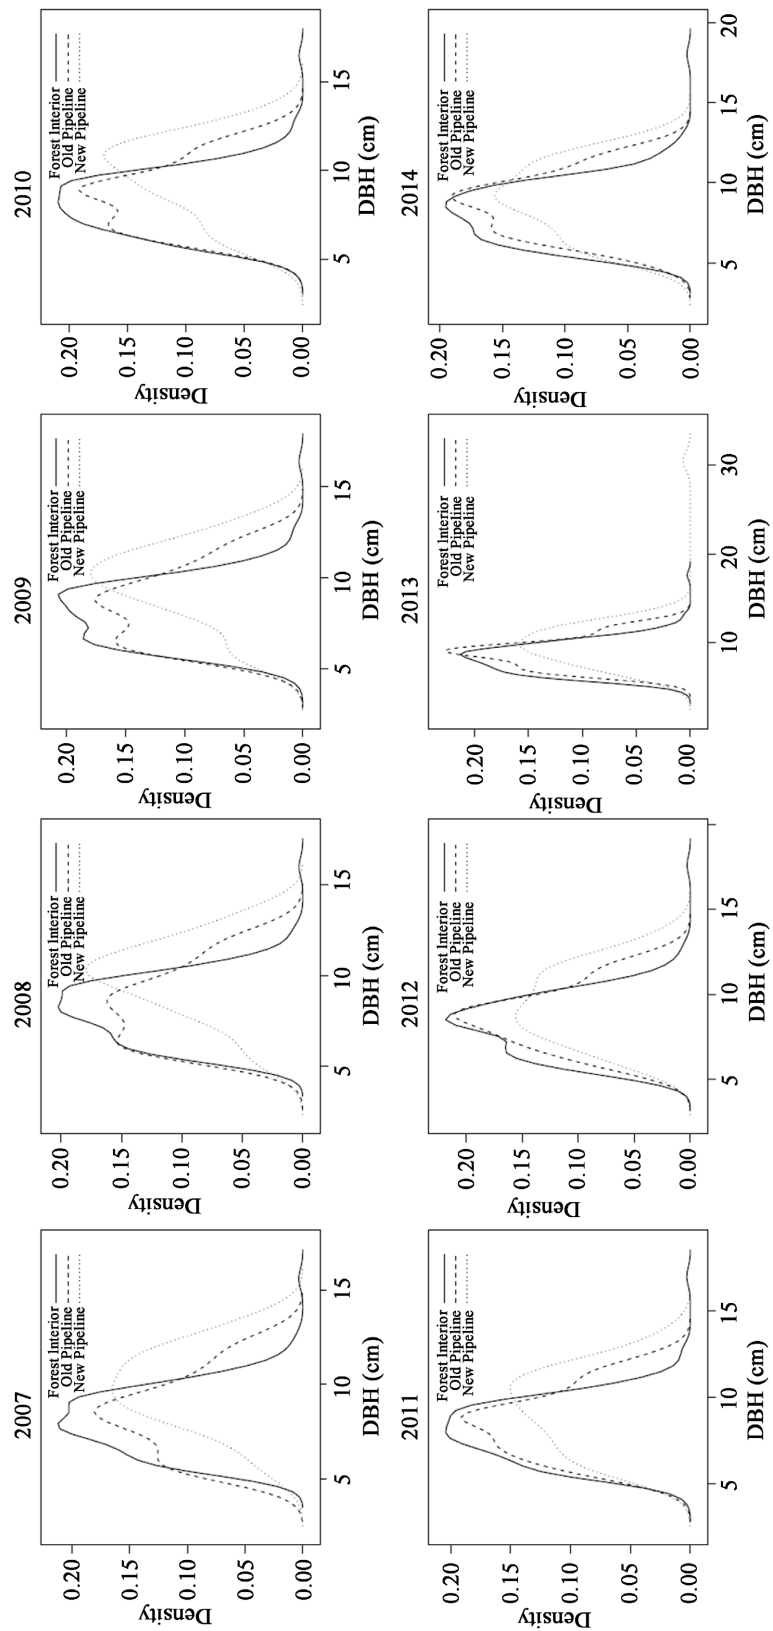 2007
Density
0.20
0.15
0.10
0.05
0.00
Forest Interior
Old Pipeline
New Pipeline
5 10 15
DBH (cm)
2008
Density
0.20
0.15
0.10
0.05
0.00
Forest Interior
Old Pipeline
New Pipeline
5 10 15
DBH (cm)
2009
Density
0.20
0.15
0.10
0.05
0.00
Forest Interior
Old Pipeline
New Pipeline
5 10 15
DBH (cm)
2010
Density
0.20
0.15
0.10
0.05
0.00
Forest Interior
Old Pipeline
New Pipeline
5 10 15
DBH (cm)
2011
Density
0.20
0.15
0.10
0.05
0.00
Forest Interior
Old Pipeline
New Pipeline
5 10 15
DBH (cm)
2012
Density
0.20
0.15
0.10
0.05
0.00
Forest Interior
Old Pipeline
New Pipeline
5 10 15
DBH (cm)
2013
Density
0.20
0.15
0.10
0.05
0.00
Forest Interior
Old Pipeline
New Pipeline
10 20 30
DBH (cm)
2014
Density
0.20
0.15
0.10
0.05
0.00
Forest Interior
Old Pipeline
New Pipeline
5 10 15 20
DBH (cm)